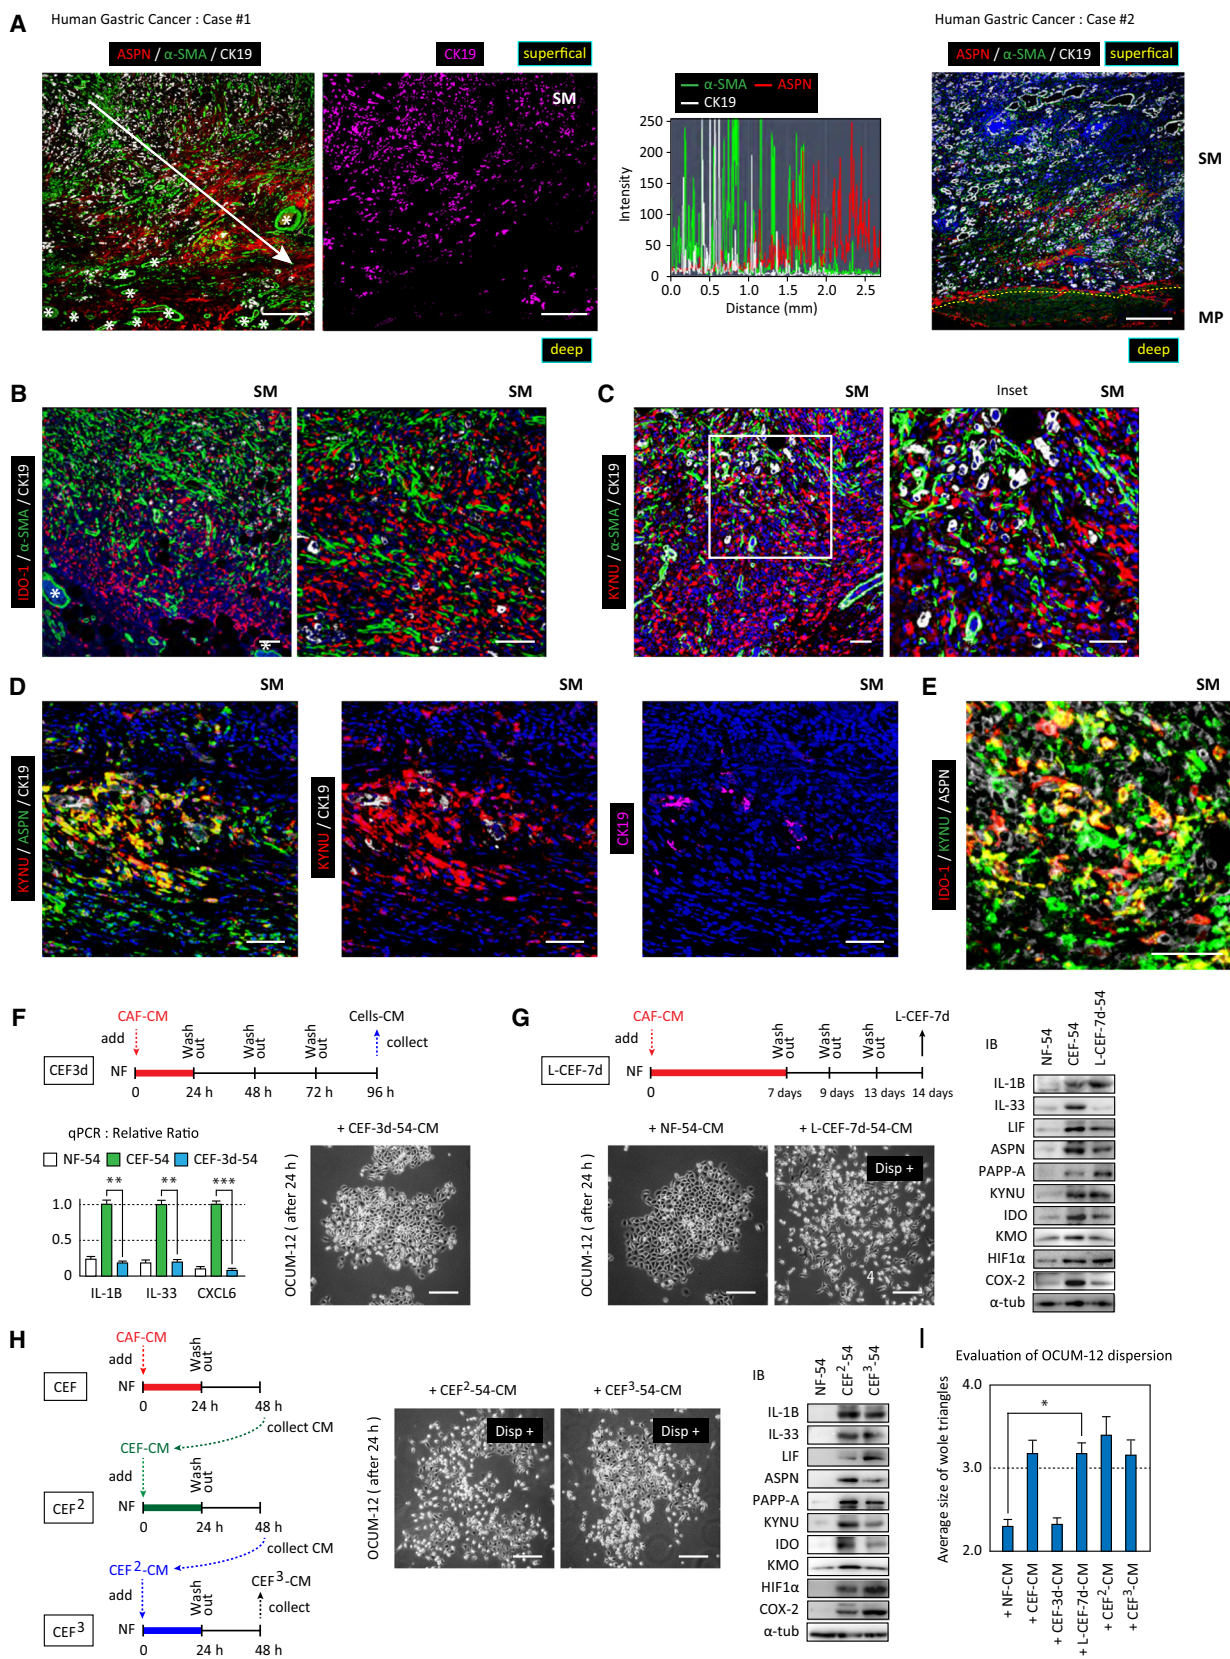 A
Human Gastric Cancer : Case #1
Human Gastric Cancer : Case #2
ASPN / α-SMA / CK19
CK19
superfical
SM
deep
α-SMA
ASPN
CK19
250
200
150
100
50
0
Intensity
0.0 0.5 1.0 1.5 2.0 2.5
Distance (mm)
ASPN / α-SMA / CK19
superfical
SM
MP
deep
B
SM
SM
IDO-1 / α-SMA / CK19
C
SM
Inset
SM
KYNU / α-SMA / CK19
D
SM
SM
SM
KYNU / ASPN / CK19
KYNU / CK19
CK19
E
SM
IDO-1 / KYNU / ASPN
F
CAF-CM
add
Wash out
Wash out
Wash out
Cells-CM
collect
CEF3d
NF
0 24 h 48 h 72 h 96 h
qPCR : Relative Ratio
NF-54 CEF-54 CEF-3d-54
** ** ***
1.0
0.5
0
IL-1B IL-33 CXCL6
+ CEF-3d-54-CM
OCUM-12 ( after 24 h )
G
CAF-CM
add
Wash out
Wash out
Wash out
L-CEF-7d
L-CEF-7d
NF
0 7 days 9 days 13 days 14 days
+ NF-54-CM
+ L-CEF-7d-54-CM
OCUM-12 ( after 24 h )
Disp +
4
IB
NF-54
CEF-54
L-CEF-7d-54
IL-1B
IL-33
LIF
ASPN
PAPP-A
KYNU
IDO
KMO
HIF1α
COX-2
α-tub
H
CAF-CM
add
Wash out
CEF
NF
0 24 h 48 h
collect CM
CEF-CM
add
Wash out
CEF²
NF
0 24 h 48 h
collect CM
CEF²-CM
add
Wash out
CEF³-CM
collect
CEF³
NF
0 24 h 48 h
+ CEF²-54-CM
+ CEF³-54-CM
OCUM-12 ( after 24 h )
Disp +
Disp +
IB
NF-54
CEF²-54
CEF³-54
IL-1B
IL-33
LIF
ASPN
PAPP-A
KYNU
IDO
KMO
HIF1α
COX-2
α-tub
I
Evaluation of OCUM-12 dispersion
Average size of wole triangles
4.0
3.0
2.0
*
+ NF-CM
+ CEF-CM
+ CEF-3d-CM
+ L-CEF-7d-CM
+ CEF²-CM
+ CEF³-CM